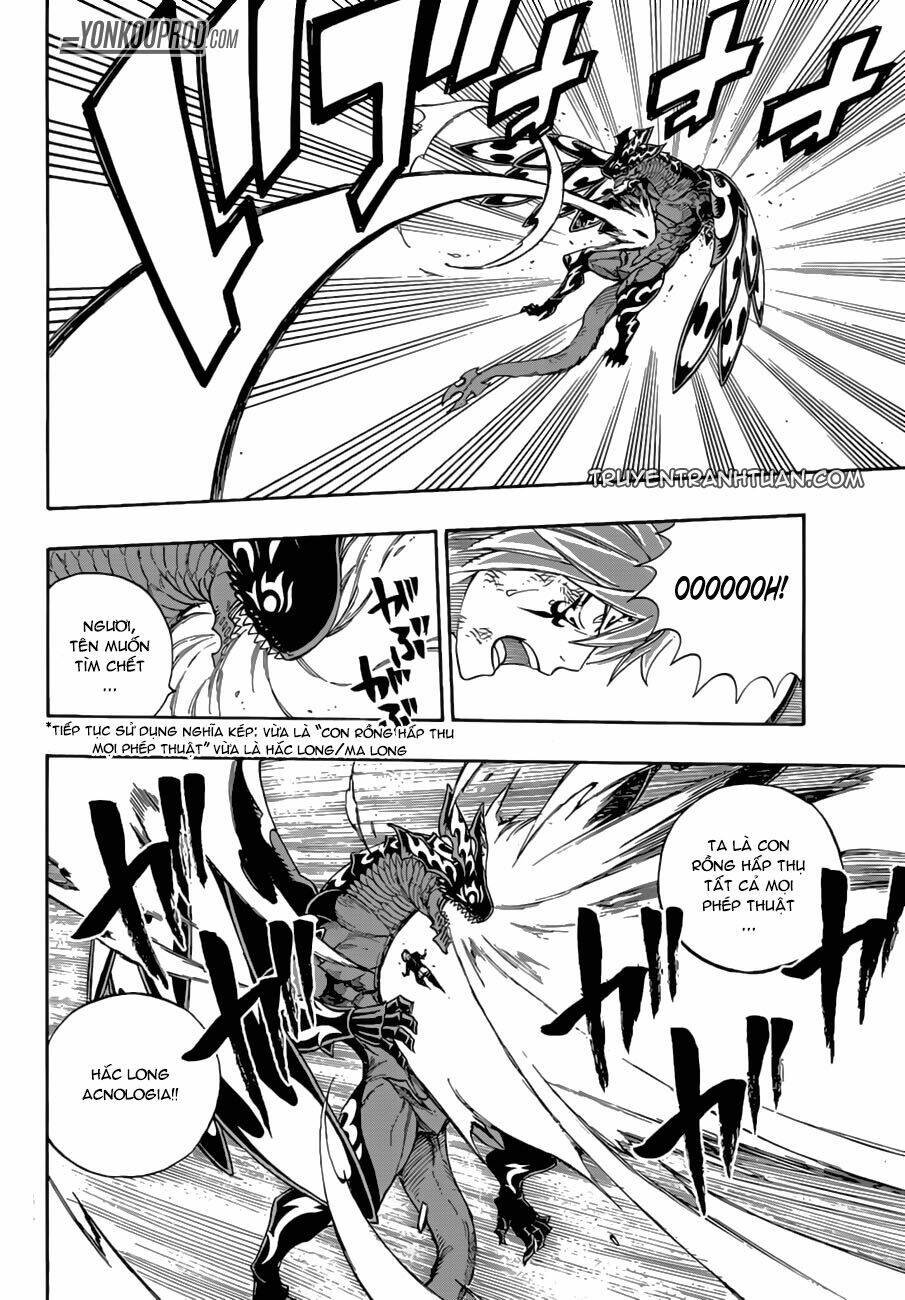 YONKOUPROD.COM
TRUYENTRANHTUAN.COM
OOOOOOH!
NGƯƠI,
TÊN MUỐN
TÌM CHẾT
...
*TIẾP TỤC SỬ DỤNG NGHĨA KÉP: VỪA LÀ "CON RỒNG HẤP THU
MỌI PHÉP THUẬT" VỪA LÀ HẮC LONG/MA LONG
TA LÀ CON
RỒNG HẤP THỤ
TẤT CẢ MỌI
PHÉP THUẬT
...
HẮC LONG
ACNOLOGIA!!